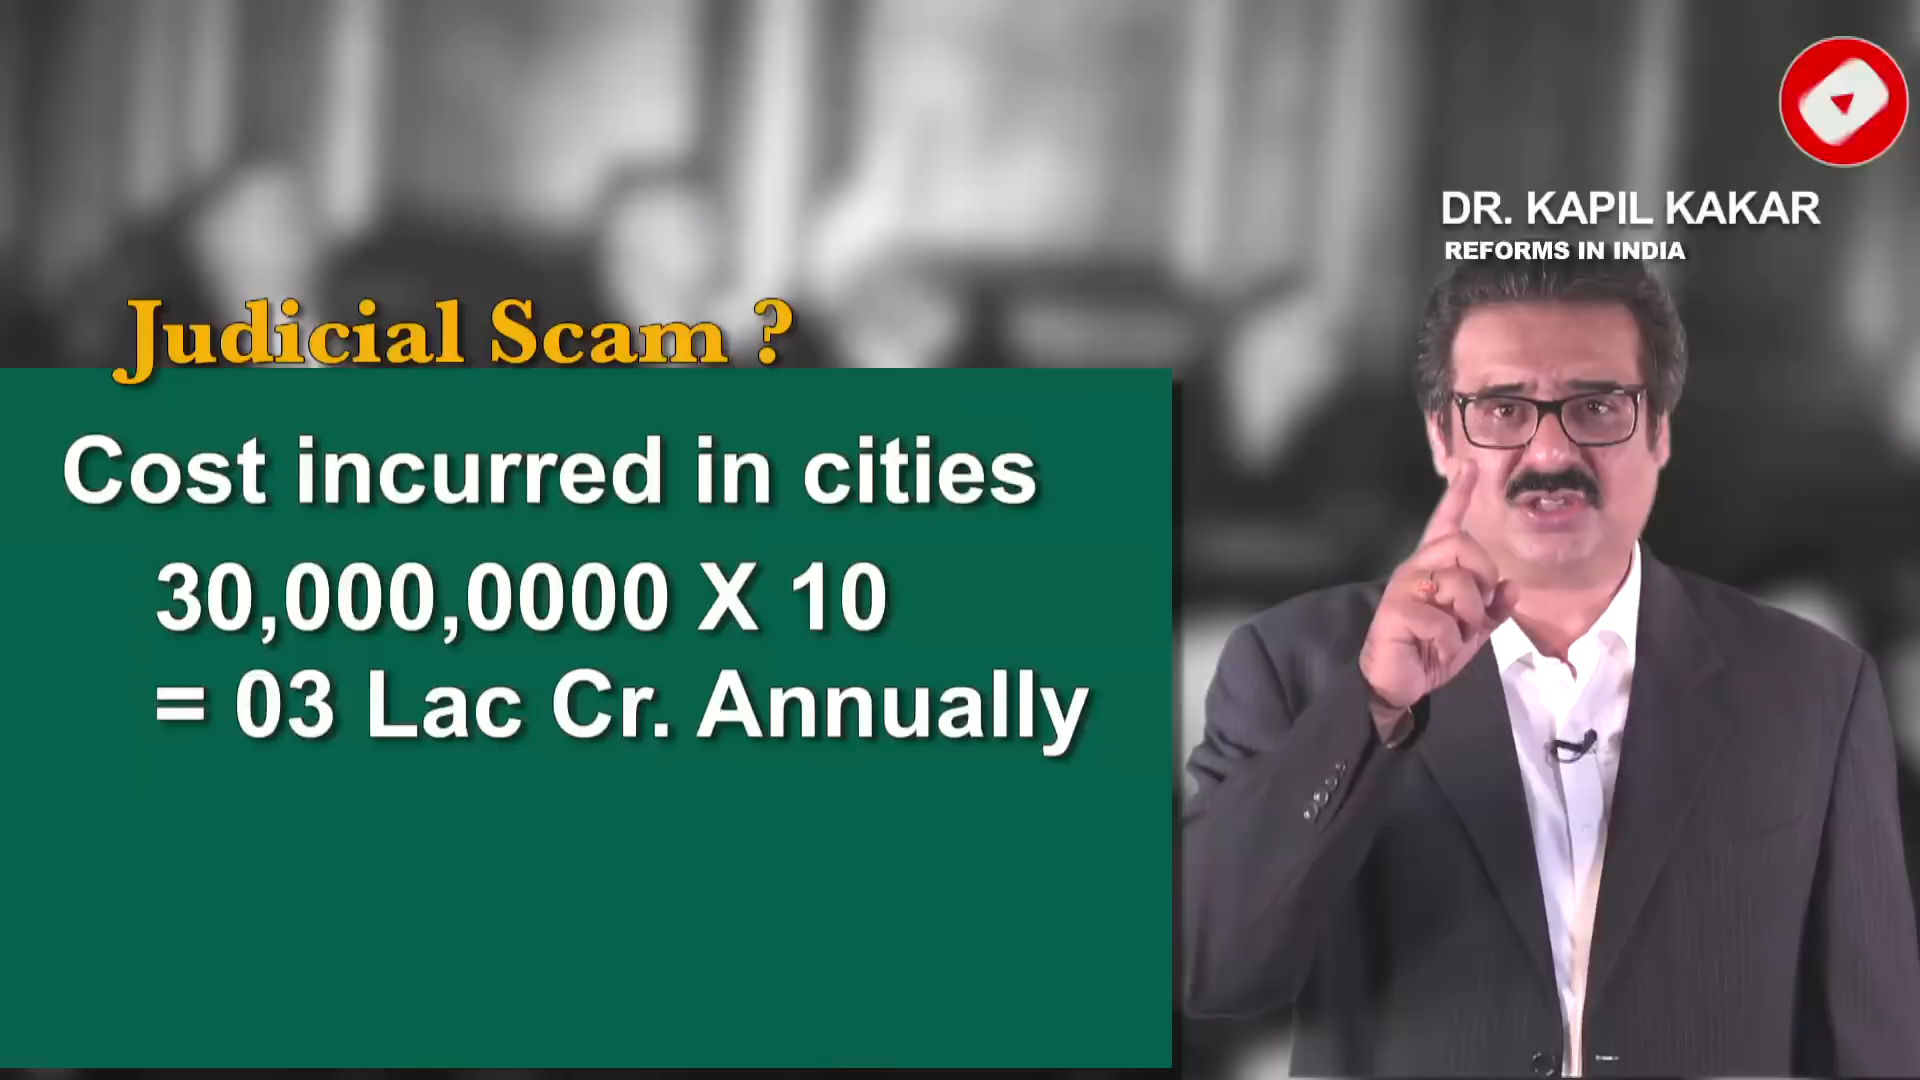 DR. KAPIL KAKAR
REFORMS IN INDIA
Judicial Scam ?
Cost incurred in cities
30,000,0000 X 10
= 03 Lac Cr. Annually